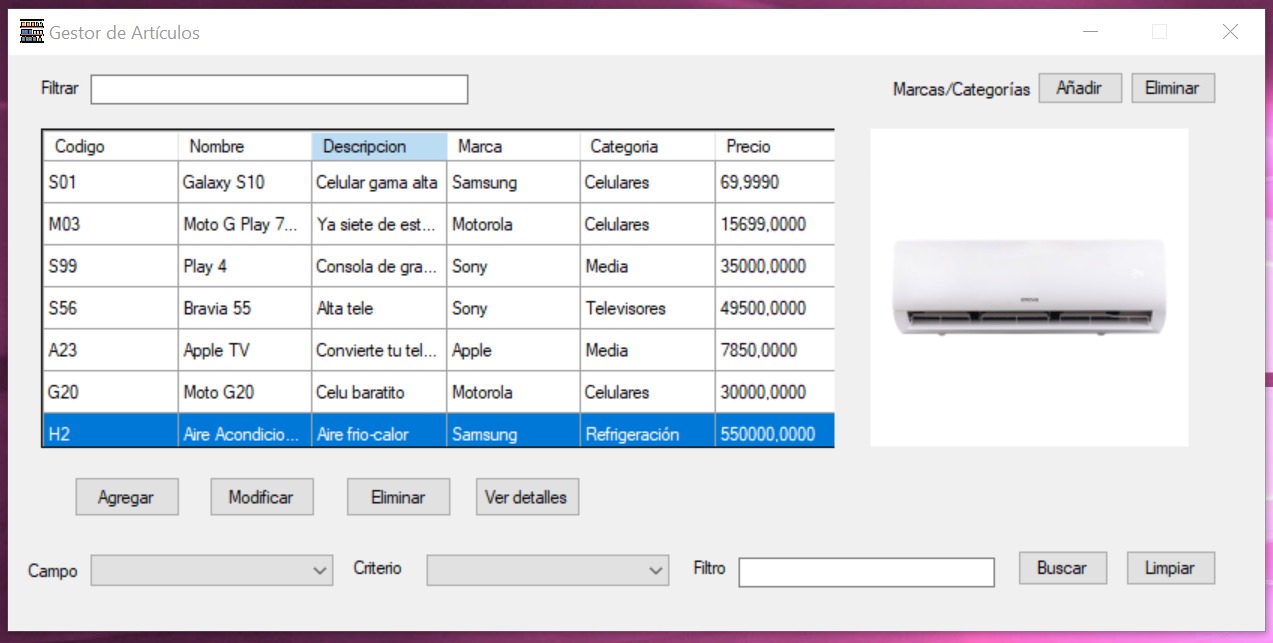 Gestor de Artículos
Filtrar
Marcas/Categorías Añadir Eliminar
Codigo Nombre Descripcion Marca Categoria Precio
S01 Galaxy S10 Celular gama alta Samsung Celulares 69,9990
M03 Moto G Play 7... Ya siete de est... Motorola Celulares 15699,0000
S99 Play 4 Consola de gra... Sony Media 35000,0000
S56 Bravia 55 Alta tele Sony Televisores 49500,0000
A23 Apple TV Convierte tu tel... Apple Media 7850,0000
G20 Moto G20 Celu baratito Motorola Celulares 30000,0000
H2 Aire Acondicio... Aire frio-calor Samsung Refrigeración 550000,0000
Agregar Modificar Eliminar Ver detalles
Campo Criterio Filtro Buscar Limpiar